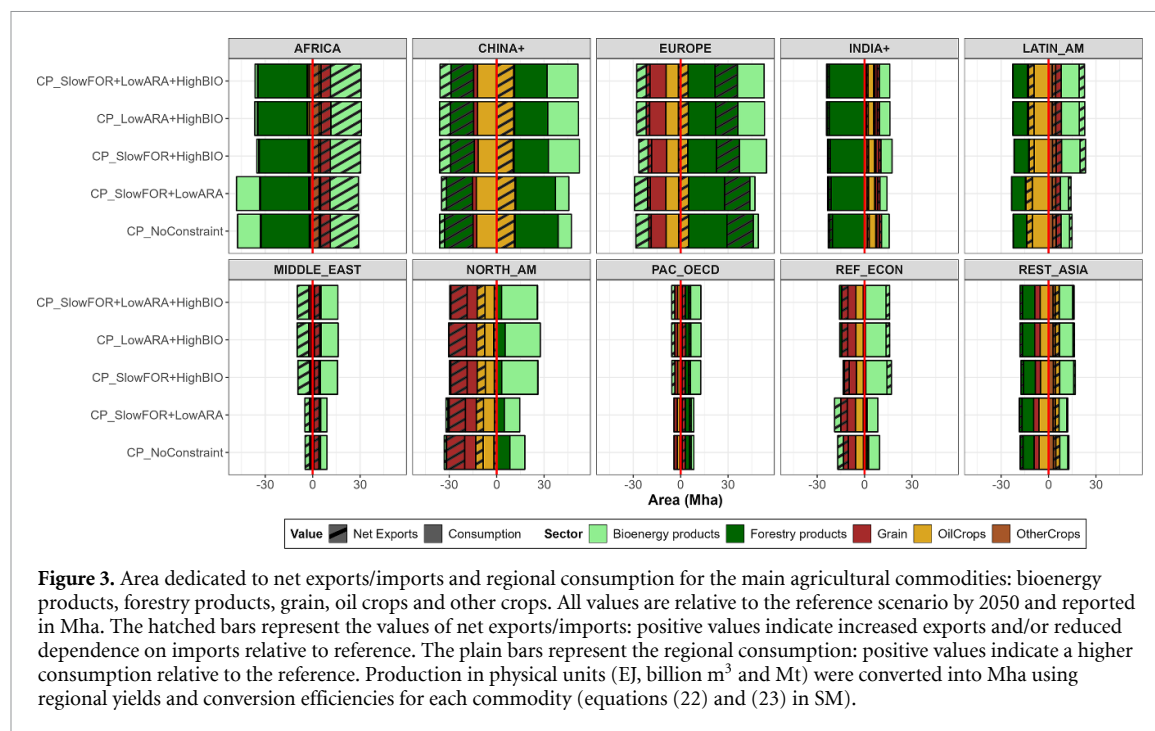 AFRICA CHINA+ EUROPE INDIA+ LATIN_AM
CP_SlowFOR+LowARA+HighBIO
CP_LowARA+HighBIO
CP_SlowFOR+HighBIO
CP_SlowFOR+LowARA
CP_NoConstraint
MIDDLE_EAST NORTH_AM PAC_OECD REF_ECON REST_ASIA
CP_SlowFOR+LowARA+HighBIO
CP_LowARA+HighBIO
CP_SlowFOR+HighBIO
CP_SlowFOR+LowARA
CP_NoConstraint
-30 0 30 -30 0 30 -30 0 30 -30 0 30 -30 0 30
Area (Mha)
Value Net Exports Consumption Sector Bioenergy products Forestry products Grain OilCrops OtherCrops
Figure 3. Area dedicated to net exports/imports and regional consumption for the main agricultural commodities: bioenergy
products, forestry products, grain, oil crops and other crops. All values are relative to the reference scenario by 2050 and reported
in Mha. The hatched bars represent the values of net exports/imports: positive values indicate increased exports and/or reduced
dependence on imports relative to reference. The plain bars represent the regional consumption: positive values indicate a higher
consumption relative to the reference. Production in physical units (EJ, billion m³ and Mt) were converted into Mha using
regional yields and conversion efficiencies for each commodity (equations (22) and (23) in SM).